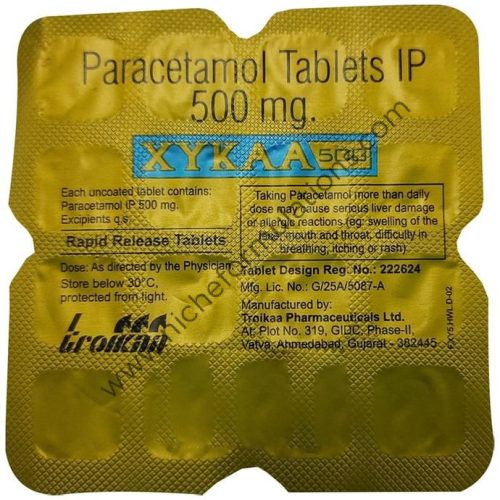 Paracetamol Tablets IP
500 mg.
XYKAA 500
Each uncoated tablet contains:
Paracetamol IP 500 mg.
Excipients q.s.
Rapid Release Tablets
Dose: As directed by the Physician
Store below 30°C,
protected from light.
troikaa
Taking Paracetamol more than daily
dose may cause serious liver damage
or allergic reactions (eg: swelling of the
face, mouth and throat, difficulty in
breathing, itching or rash).
Tablet Design Reg. No.: 222624
Mfg. Lic. No.: G/25A/5087-A
Manufactured by:
Troikaa Pharmaceuticals Ltd.
At: Plot No. 319, GIDC, Phase-II,
Vatva, Ahmedabad, Gujarat - 382445